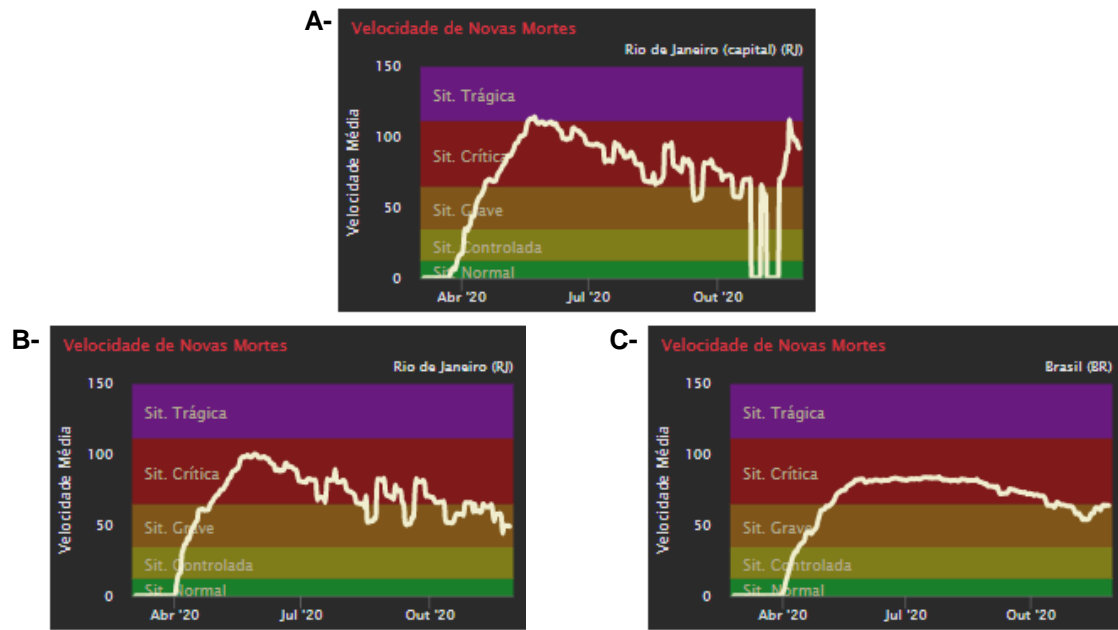 A-
Velocidade de Novas Mortes
Rio de Janeiro (capital) (RJ)
150
Sit. Trágica
100
Sit. Crítica
Velocidade Média
50
Sit. Grave
Sit. Controlada
0
Sit. Normal
Abr '20
Jul '20
Out '20
B-
Velocidade de Novas Mortes
Rio de Janeiro (RJ)
150
Sit. Trágica
100
Sit. Crítica
Velocidade Média
50
Sit. Grave
Sit. Controlada
0
Sit. Normal
Abr '20
Jul '20
Out '20
C-
Velocidade de Novas Mortes
Brasil (BR)
150
Sit. Trágica
100
Sit. Crítica
Velocidade Média
50
Sit. Grave
Sit. Controlada
0
Sit. Normal
Abr '20
Jul '20
Out '20